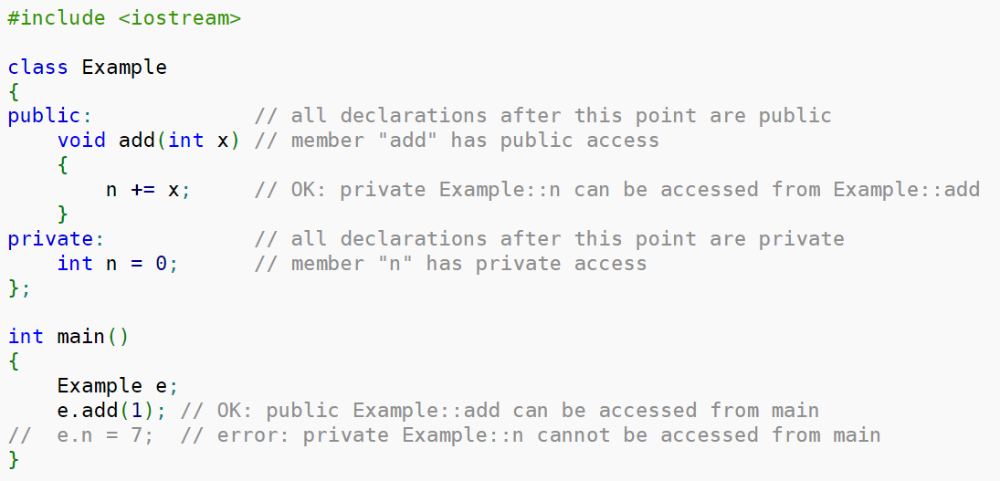 #include <iostream>

class Example
{
public:             // all declarations after this point are public
    void add(int x) // member "add" has public access
    {
        n += x;     // OK: private Example::n can be accessed from Example::add
    }
private:            // all declarations after this point are private
    int n = 0;      // member "n" has private access
};

int main()
{
    Example e;
    e.add(1); // OK: public Example::add can be accessed from main
//  e.n = 7;  // error: private Example::n cannot be accessed from main
}